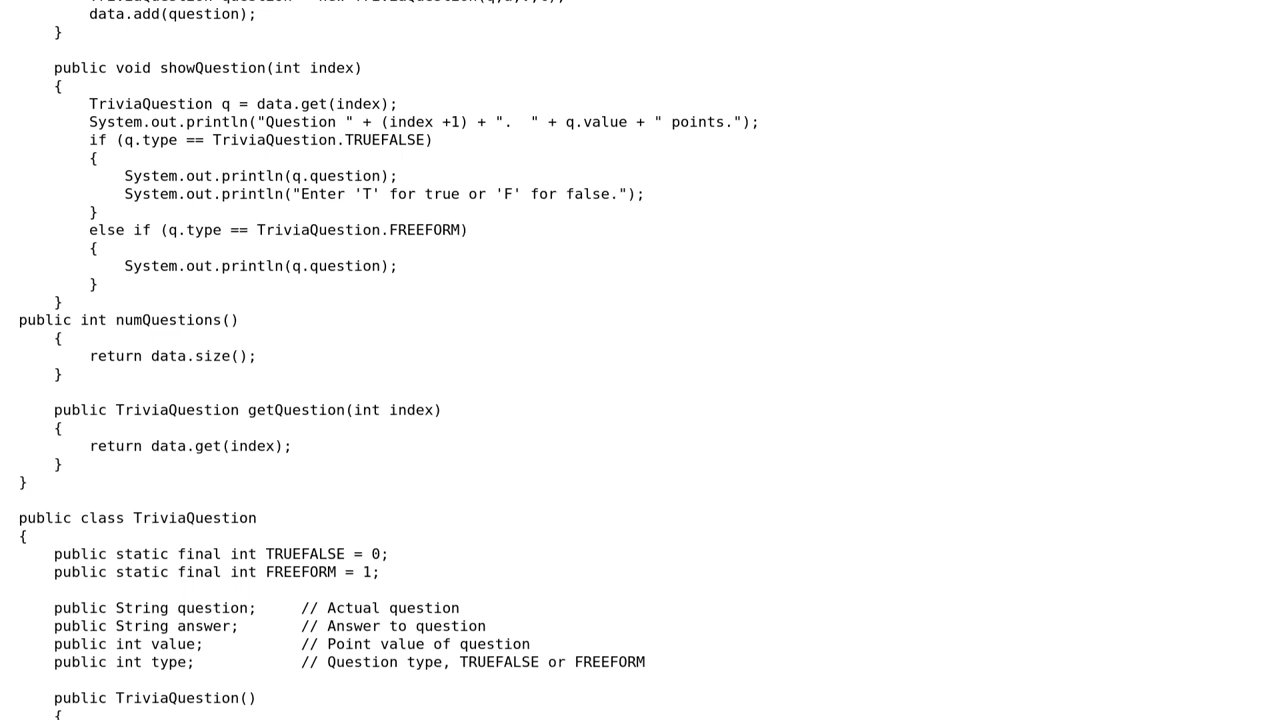 data.add(question);
    }

    public void showQuestion(int index)
    {
        TriviaQuestion q = data.get(index);
        System.out.println("Question " + (index +1) + ".  " + q.value + " points.");
        if (q.type == TriviaQuestion.TRUEFALSE)
        {
            System.out.println(q.question);
            System.out.println("Enter 'T' for true or 'F' for false.");
        }
        else if (q.type == TriviaQuestion.FREEFORM)
        {
            System.out.println(q.question);
        }
    }
public int numQuestions()
    {
        return data.size();
    }

    public TriviaQuestion getQuestion(int index)
    {
        return data.get(index);
    }
}

public class TriviaQuestion
{
    public static final int TRUEFALSE = 0;
    public static final int FREEFORM = 1;

    public String question;     // Actual question
    public String answer;       // Answer to question
    public int value;           // Point value of question
    public int type;            // Question type, TRUEFALSE or FREEFORM

    public TriviaQuestion()
    {